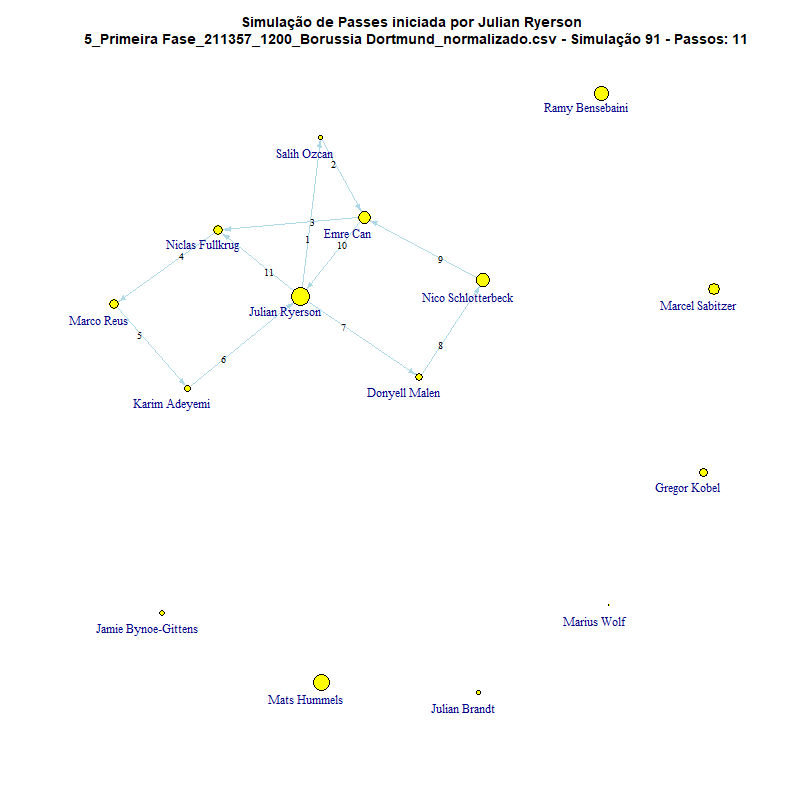 Simulação de Passes iniciada por Julian Ryerson
5_Primeira Fase_211357_1200_Borussia Dortmund_normalizado.csv - Simulação 91 - Passos: 11
Ramy Bensebaini
Salih Ozcan
2
3
Emre Can
1
10
Niclas Fullkrug
4
9
11
Nico Schlotterbeck
Marcel Sabitzer
Julian Ryerson
Marco Reus
7
5
8
6
Donyell Malen
Karim Adeyemi
Gregor Kobel
Marius Wolf
Jamie Bynoe-Gittens
Mats Hummels
Julian Brandt